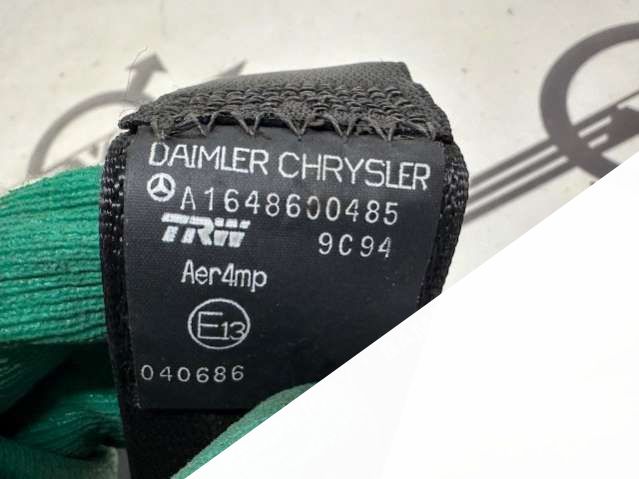 DAIMLER CHRYSLER
A1648600485
TRW 9C94
Aer4mp
E13
040686